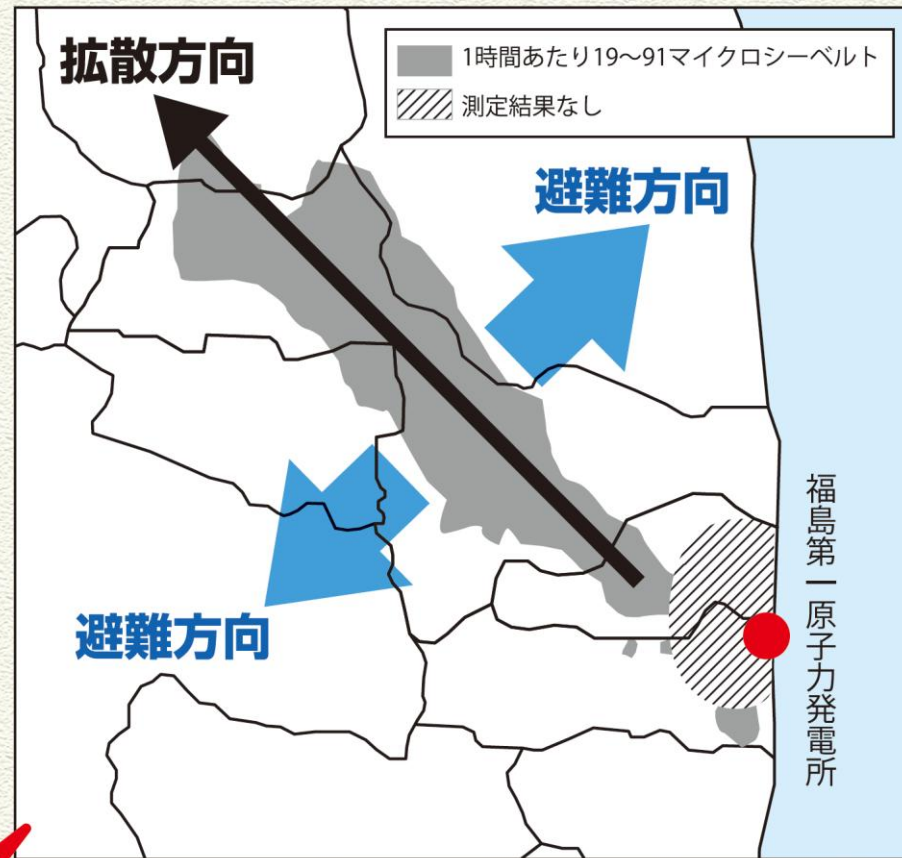 拡散方向
1時間あたり19〜91マイクロシーベルト
測定結果なし
避難方向
避難方向
福島第一原子力発電所